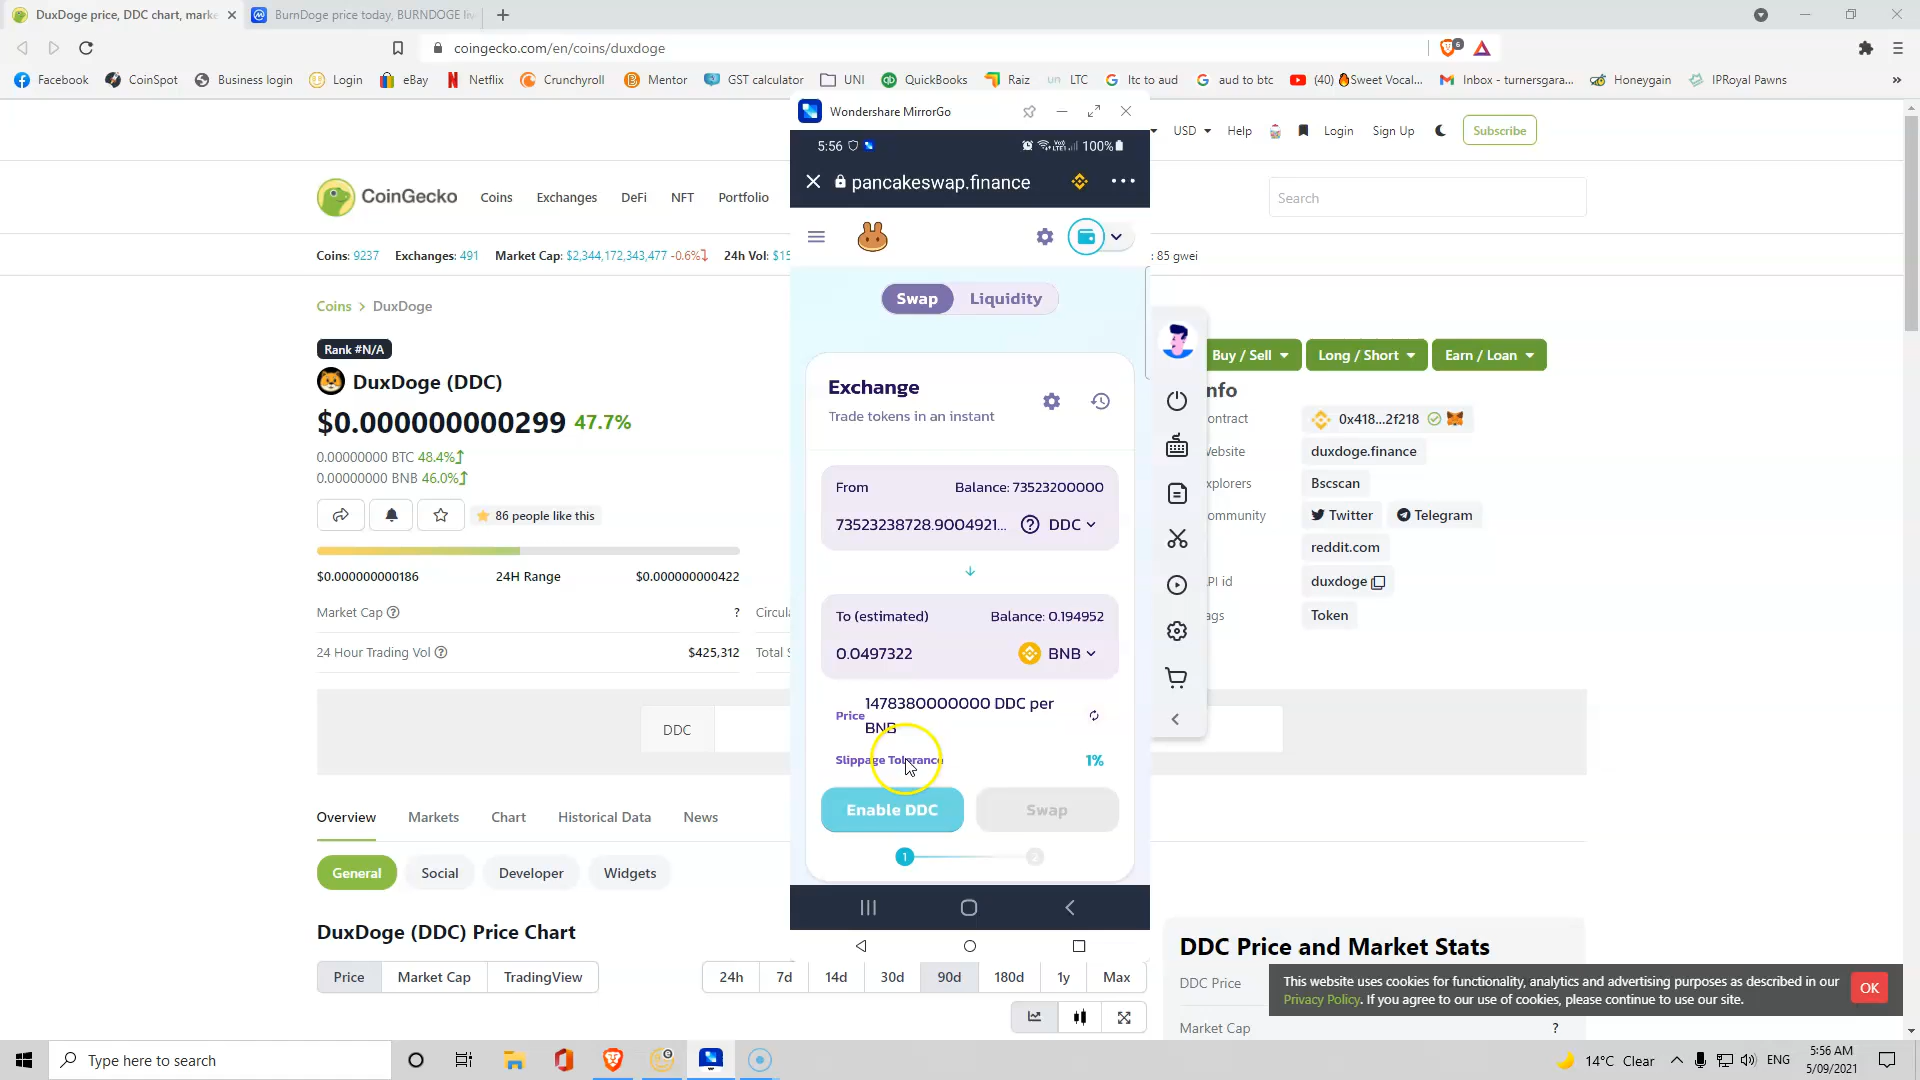 DuxDoge price, DDC chart, marke
BurnDoge price today, BURNDOGE liv
coingecko.com/en/coins/duxdoge
6
Facebook CoinSpot Business login Login eBay Netflix Crunchyroll Mentor GST calculator UNI QuickBooks Raiz un LTC ltc to aud aud to btc (40) 🔥Sweet Vocal... Inbox - turnersgara... Honeygain IPRoyal Pawns »
Wondershare MirrorGo
USD Help Login Sign Up Subscribe
5:56 100%
pancakeswap.finance
CoinGecko Coins Exchanges DeFi NFT Portfolio
Search
Coins: 9237 Exchanges: 491 Market Cap: $2,344,172,343,477 -0.6% 24h Vol: $15
: 85 gwei
Swap Liquidity
Coins > DuxDoge
Rank #N/A
DuxDoge (DDC)
$0.000000000299 47.7%
0.00000000 BTC 48.4%
0.00000000 BNB 46.0%
86 people like this
$0.000000000186 24H Range $0.000000000422
Market Cap ? ? Circula
24 Hour Trading Vol ? $425,312 Total S
DDC
Exchange
Trade tokens in an instant
From Balance: 73523200000
73523238728.9004921... ? DDC
To (estimated) Balance: 0.194952
0.0497322 BNB
Price 1478380000000 DDC per
BNB
Slippage Toleranc 1%
Enable DDC Swap
1 2
Buy / Sell Long / Short Earn / Loan
nfo
ontract 0x418...2f218
Website duxdoge.finance
xplorers Bscscan
ommunity Twitter Telegram
reddit.com
PI id duxdoge
ags Token
Overview Markets Chart Historical Data News
General Social Developer Widgets
DuxDoge (DDC) Price Chart
Price Market Cap TradingView
24h 7d 14d 30d 90d 180d 1y Max
DDC Price and Market Stats
DDC Price
Market Cap ?
This website uses cookies for functionality, analytics and advertising purposes as described in our
Privacy Policy. If you agree to our use of cookies, please continue to use our site.
OK
Type here to search
14°C Clear ENG
5:56 AM
5/09/2021